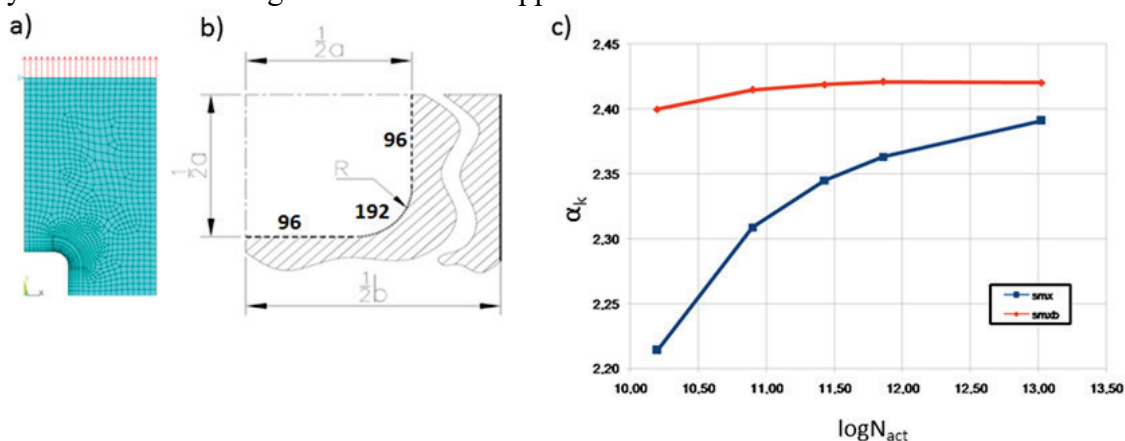 a)
b)
c)
½a
½a
96
R
192
96
½b
2,45
2,40
2,35
2,30
2,25
2,20
αk
10,00 10,50 11,00 11,50 12,00 12,50 13,00 13,50
logNact
smx
smxb
x